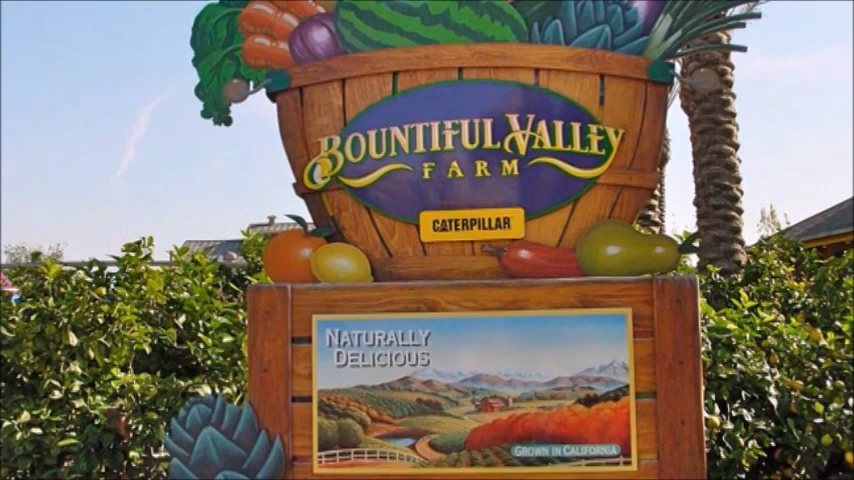 BOUNTIFUL VALLEY
FARM
CATERPILLAR
NATURALLY
DELICIOUS
GROWN IN CALIFORNIA